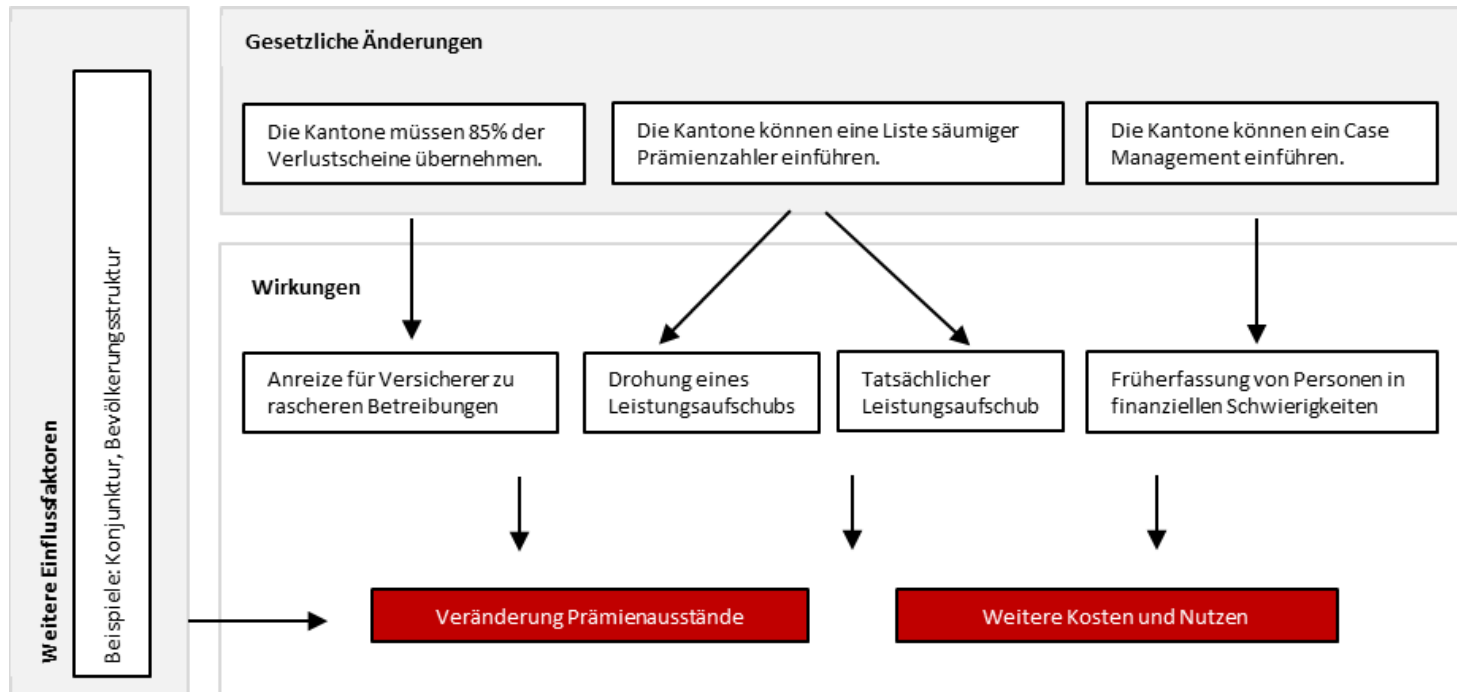 Gesetzliche Änderungen
Die Kantone müssen 85% der
Verlustscheine übernehmen.
Die Kantone können eine Liste säumiger
Prämienzahler einführen.
Die Kantone können ein Case
Management einführen.
Wirkungen
Anreize für Versicherer zu
rascheren Betreibungen
Drohung eines
Leistungsaufschubs
Tatsächlicher
Leistungsaufschub
Früherfassung von Personen in
finanziellen Schwierigkeiten
Veränderung Prämienausstände
Weitere Kosten und Nutzen
Weitere Einflussfaktoren
Beispiele: Konjunktur, Bevölkerungsstruktur